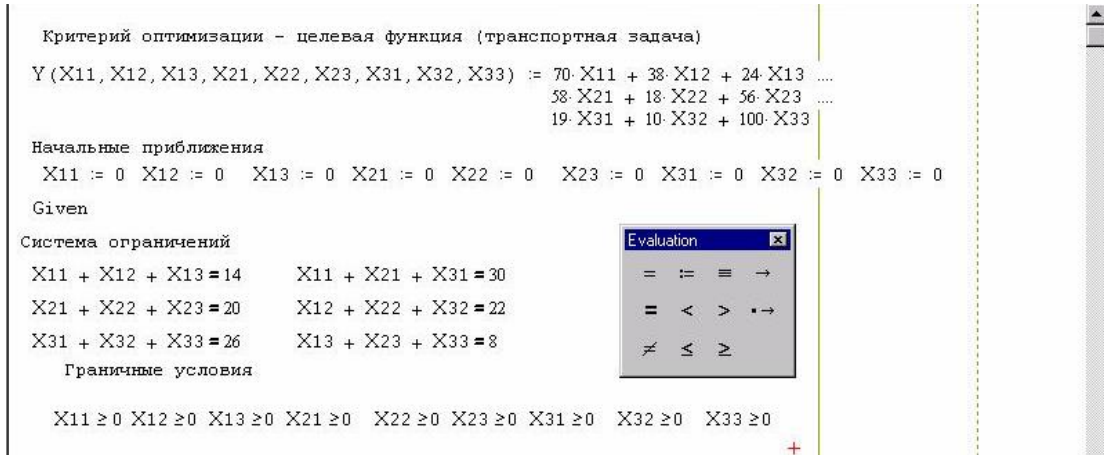 Критерий оптимизации - целевая функция (транспортная задача)
Y(X11,X12,X13,X21,X22,X23,X31,X32,X33) := 70·X11 + 38·X12 + 24·X13 ....
58·X21 + 18·X22 + 56·X23 ....
19·X31 + 10·X32 + 100·X33
Начальные приближения
X11 := 0 X12 := 0 X13 := 0 X21 := 0 X22 := 0 X23 := 0 X31 := 0 X32 := 0 X33 := 0
Given
Система ограничений
X11 + X12 + X13 = 14 X11 + X21 + X31 = 30
X21 + X22 + X23 = 20 X12 + X22 + X32 = 22
X31 + X32 + X33 = 26 X13 + X23 + X33 = 8
Граничные условия
X11 ≥ 0 X12 ≥ 0 X13 ≥ 0 X21 ≥ 0 X22 ≥ 0 X23 ≥ 0 X31 ≥ 0 X32 ≥ 0 X33 ≥ 0
Evaluation
= := ≡ →
= < > ▪→
≠ ≤ ≥